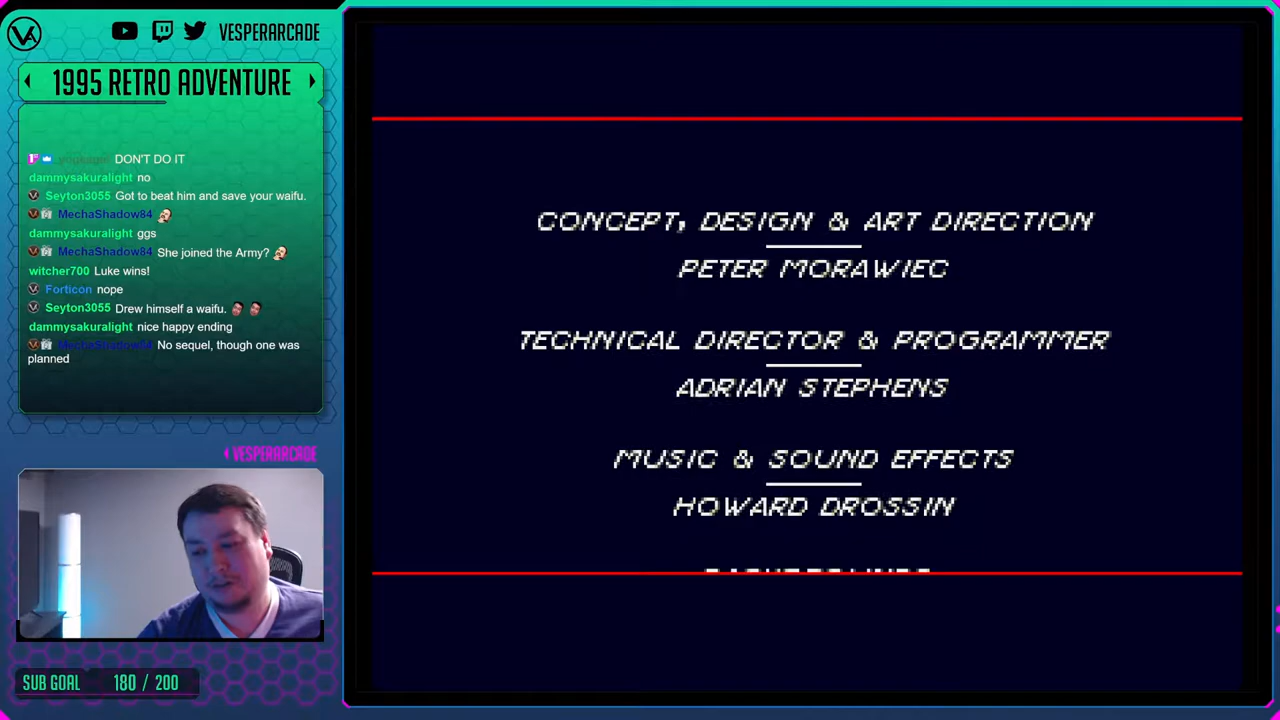 VESPERARCADE
1995 RETRO ADVENTURE
DON'T DO IT
dammysakuralight no
Seyton3055 Got to beat him and save your waifu.
MechaShadow84
dammysakuralight ggs
MechaShadow84 She joined the Army?
witcher700 Luke wins!
Forticon nope
Seyton3055 Drew himself a waifu.
dammysakuralight nice happy ending
MechaShadow84 No sequel, though one was
planned
VESPERARCADE
SUB GOAL 180 / 200
CONCEPT, DESIGN & ART DIRECTION
PETER MORAWIEC
TECHNICAL DIRECTOR & PROGRAMMER
ADRIAN STEPHENS
MUSIC & SOUND EFFECTS
HOWARD DROSSIN